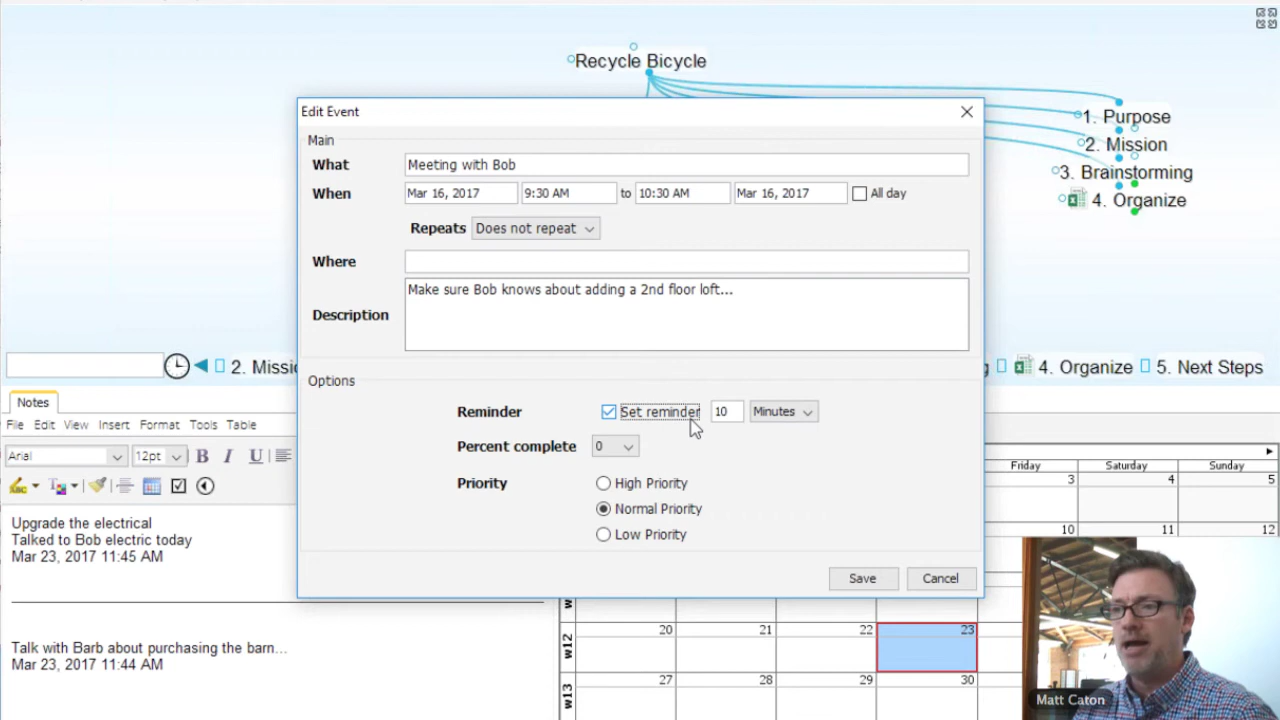 Recycle Bicycle
1. Purpose
2. Mission
3. Brainstorming
4. Organize
Edit Event
Main
What Meeting with Bob
When Mar 16, 2017 9:30 AM to 10:30 AM Mar 16, 2017 All day
Repeats Does not repeat
Where
Description Make sure Bob knows about adding a 2nd floor loft...
Options
Reminder Set reminder 10 Minutes
Percent complete 0
Priority High Priority
Normal Priority
Low Priority
Save Cancel
2. Missio
g 4. Organize 5. Next Steps
Notes
File Edit View Insert Format Tools Table
Arial 12pt B I U
ABC
Upgrade the electrical
Talked to Bob electric today
Mar 23, 2017 11:45 AM
Talk with Barb about purchasing the barn...
Mar 23, 2017 11:44 AM
Friday Saturday Sunday
3 4 5
10 11 12
w12 20 21 22 23
w13 27 28 29 30
Matt Caton